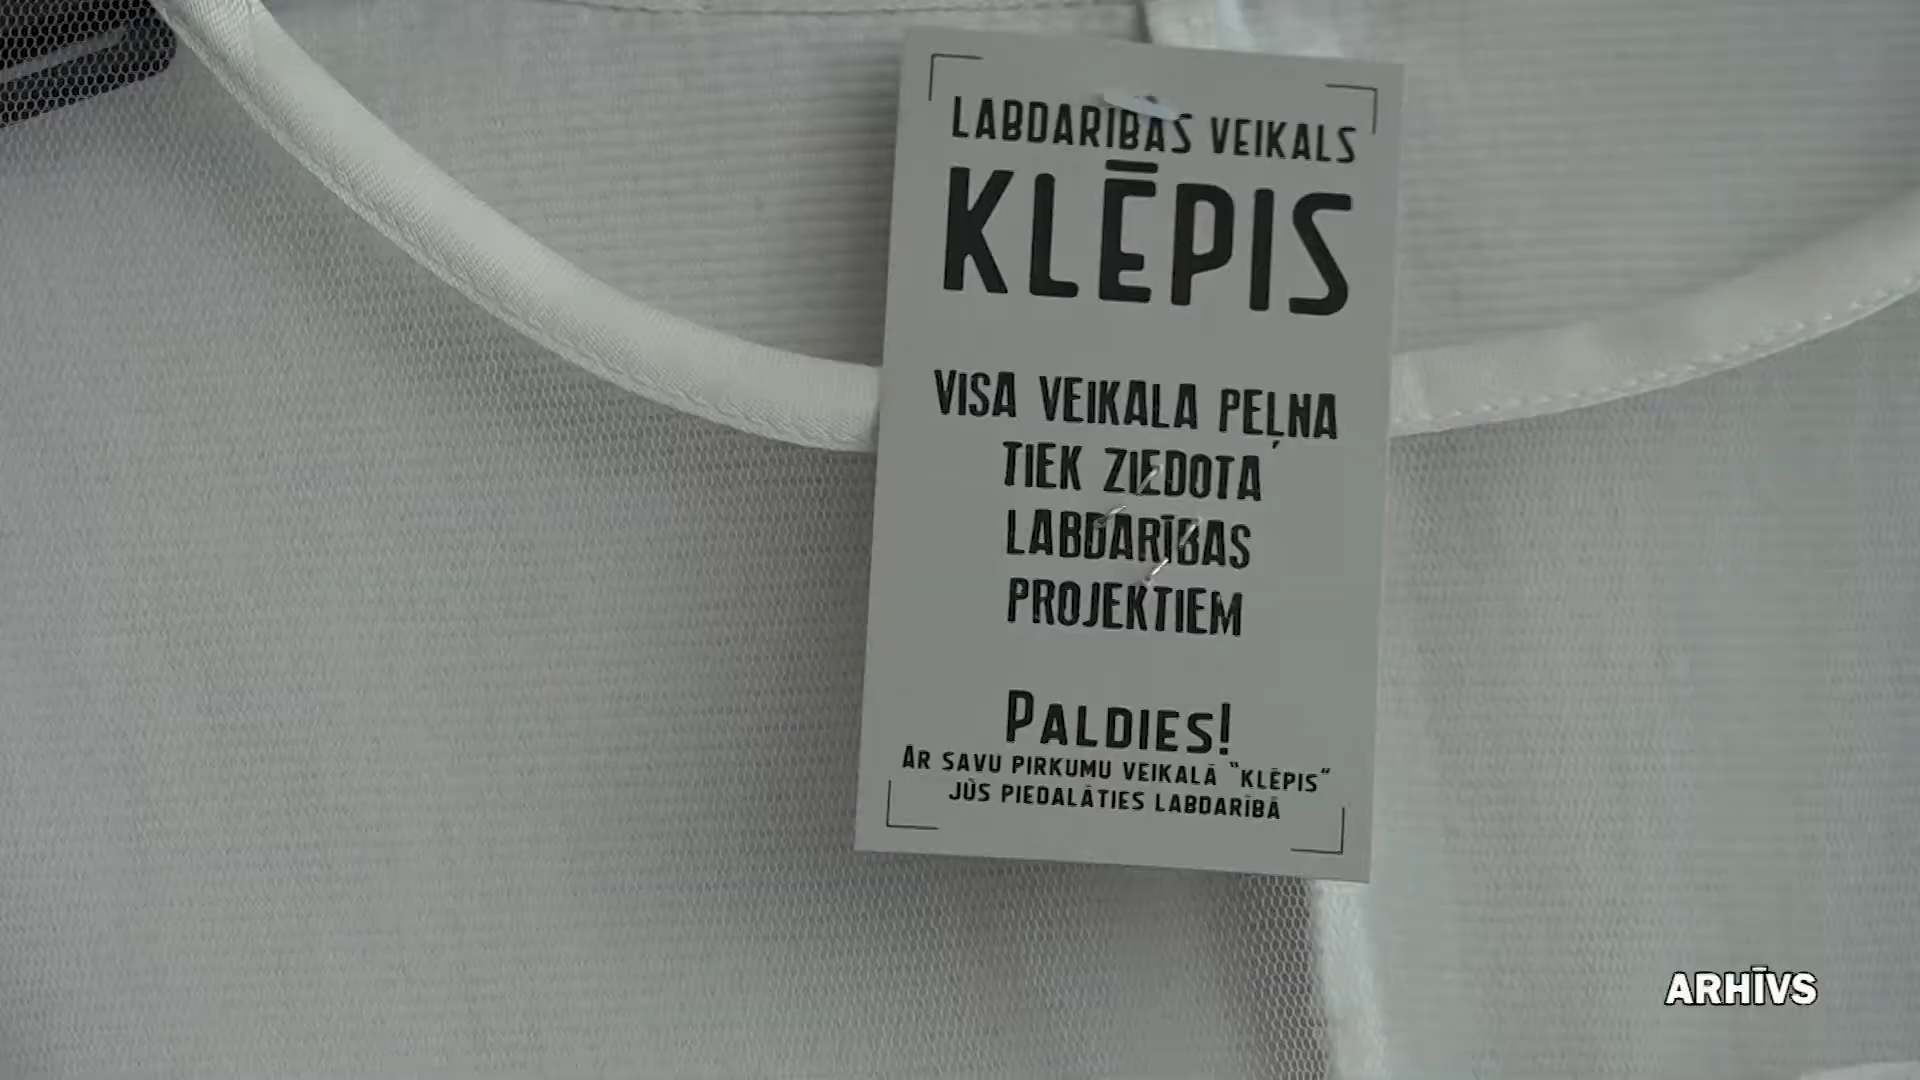 LABDARĪBAS VEIKALS
KLĒPIS
VISA VEIKALA PEĻŅA
TIEK ZIEDOTA
LABDARĪBAS
PROJEKTIEM
PALDIES!
AR SAVU PIRKUMU VEIKALĀ "KLĒPIS"
JŪS PIEDALĀTIES LABDARĪBĀ
ARHĪVS